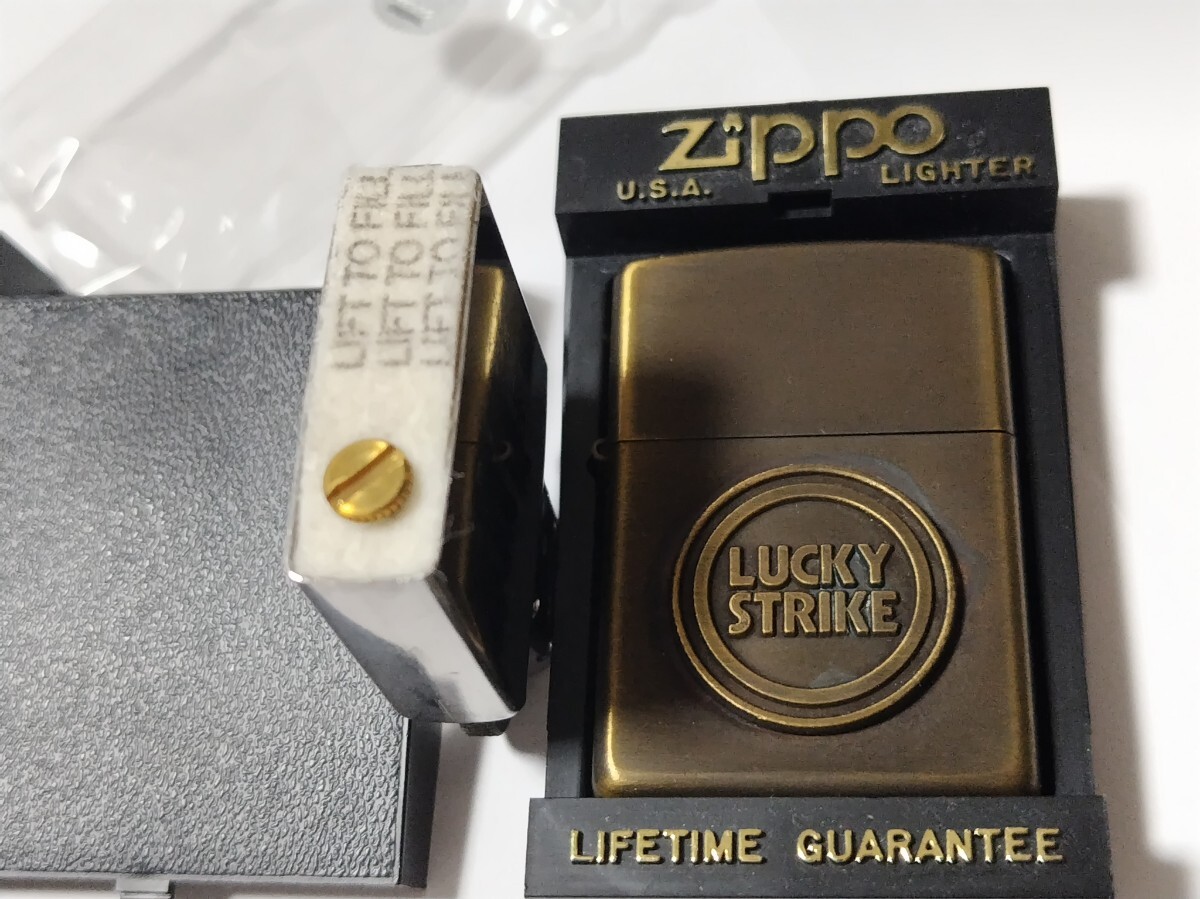 Zippo
U.S.A. LIGHTER
LUCKY
STRIKE
LIFETIME GUARANTEE
LIFT TO FILL
LIFT TO FILL
LIFT TO FILL